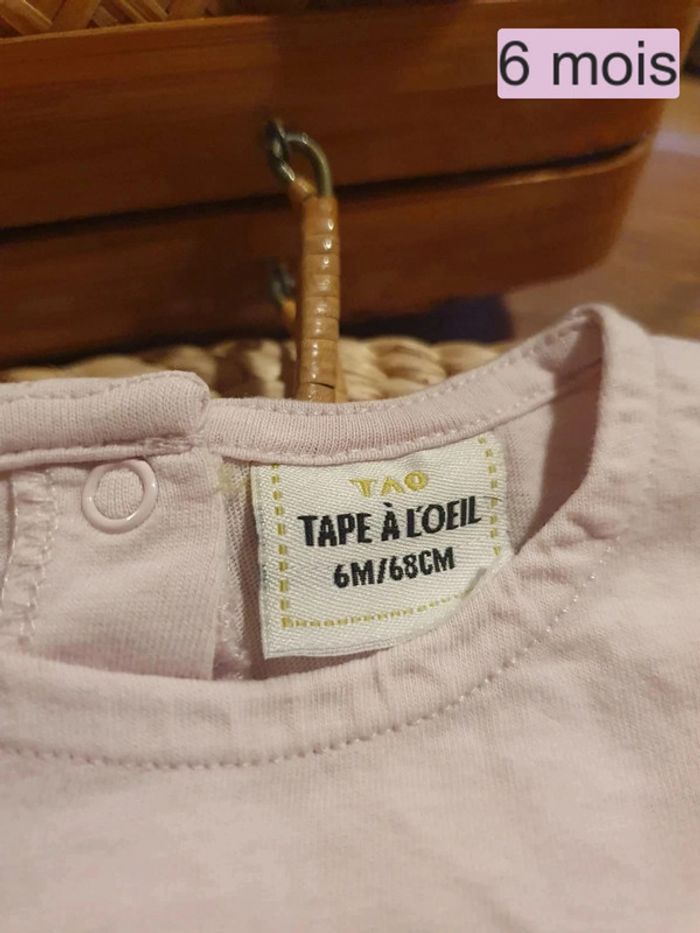 6 mois
TAO
TAPE À L'OEIL
6M/68CM